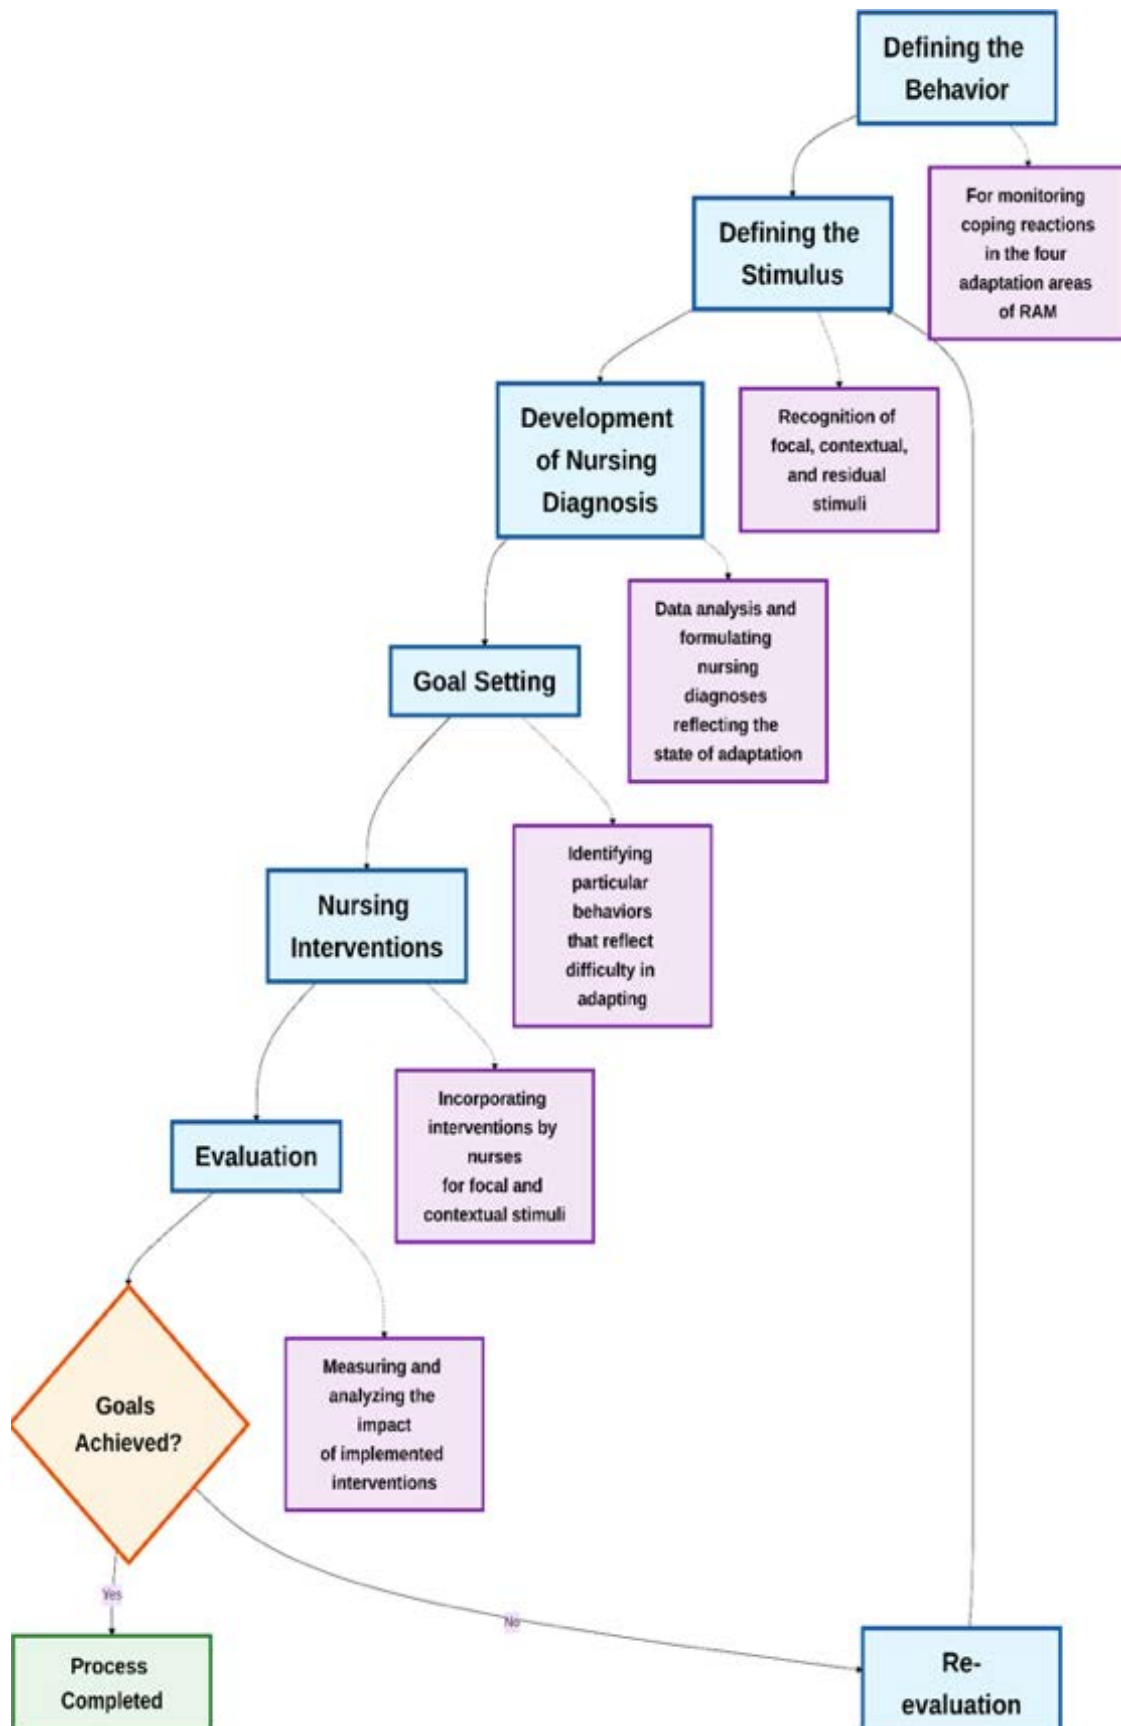 Defining the
Behavior
For monitoring
coping reactions
in the four
adaptation areas
of RAM
Defining the
Stimulus
Recognition of
focal, contextual,
and residual
stimuli
Development
of Nursing
Diagnosis
Data analysis and
formulating
nursing
diagnoses
reflecting the
state of adaptation
Goal Setting
Identifying
particular
behaviors
that reflect
difficulty in
adapting
Nursing
Interventions
Incorporating
interventions by
nurses
for focal and
contextual stimuli
Evaluation
Measuring and
analyzing the
impact
of implemented
interventions
Goals
Achieved?
Yes
No
Process
Completed
Re-
evaluation